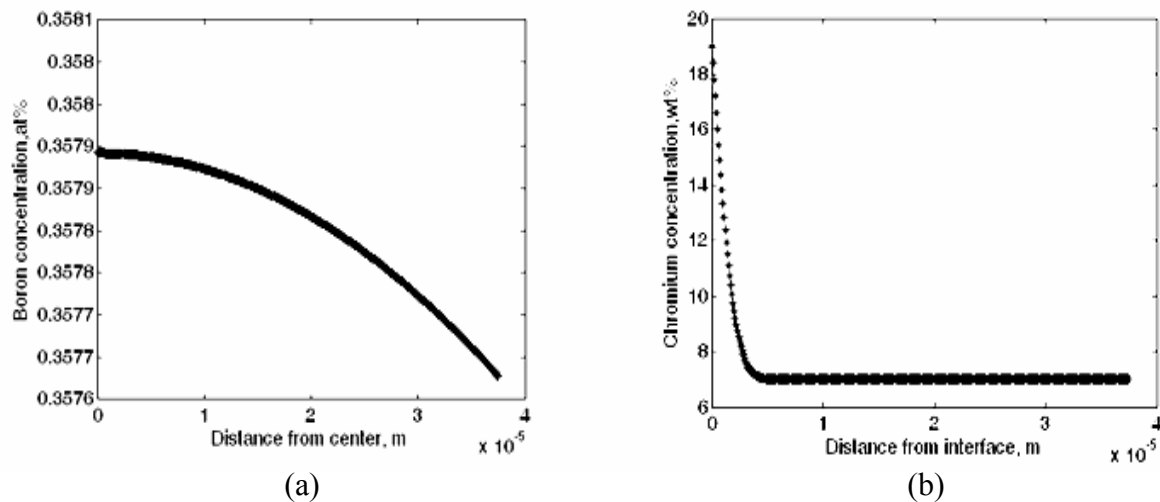 0.3581
0.358
0.358
0.3579
0.3579
0.3578
0.3578
0.3577
0.3577
0.3576
Boron concentration,at%
0 1 2 3 4
Distance from center, m
x 10⁻⁵
(a)
20
18
16
14
12
10
8
6
Chromium concentration,wt%
0 1 2 3 4
Distance from interface, m
x 10⁻⁵
(b)